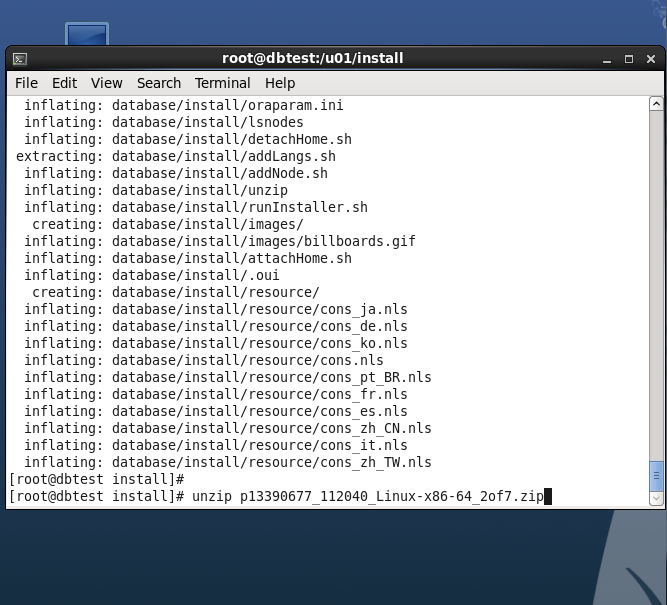 root@dbtest:/u01/install
File Edit View Search Terminal Help
inflating: database/install/oraparam.ini
inflating: database/install/lsnodes
inflating: database/install/detachHome.sh
extracting: database/install/addLangs.sh
inflating: database/install/addNode.sh
inflating: database/install/unzip
inflating: database/install/runInstaller.sh
creating: database/install/images/
inflating: database/install/images/billboards.gif
inflating: database/install/attachHome.sh
inflating: database/install/.oui
creating: database/install/resource/
inflating: database/install/resource/cons_ja.nls
inflating: database/install/resource/cons_de.nls
inflating: database/install/resource/cons_ko.nls
inflating: database/install/resource/cons.nls
inflating: database/install/resource/cons_pt_BR.nls
inflating: database/install/resource/cons_fr.nls
inflating: database/install/resource/cons_es.nls
inflating: database/install/resource/cons_zh_CN.nls
inflating: database/install/resource/cons_it.nls
inflating: database/install/resource/cons_zh_TW.nls
[root@dbtest install]#
[root@dbtest install]# unzip p13390677_112040_Linux-x86-64_2of7.zip